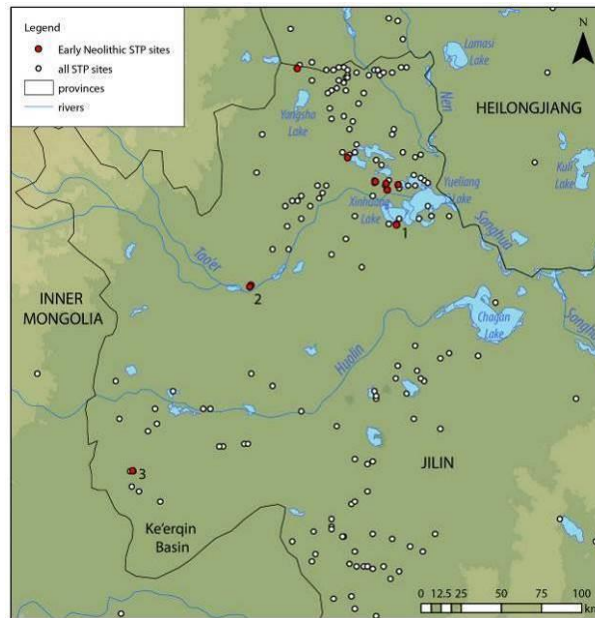 Legend
Early Neolithic STP sites
all STP sites
provinces
rivers
N
Lamasi
Lake
Nen
HEILONGJIANG
Yangsha
Lake
Kuli
Lake
Yueliang
Lake
Xinhuang
Lake
1
Songhua
Tao'er
2
INNER
MONGOLIA
Chagan
Lake
Huolin
3
JILIN
Ke'erqin
Basin
0 12.5 25 50 75 100